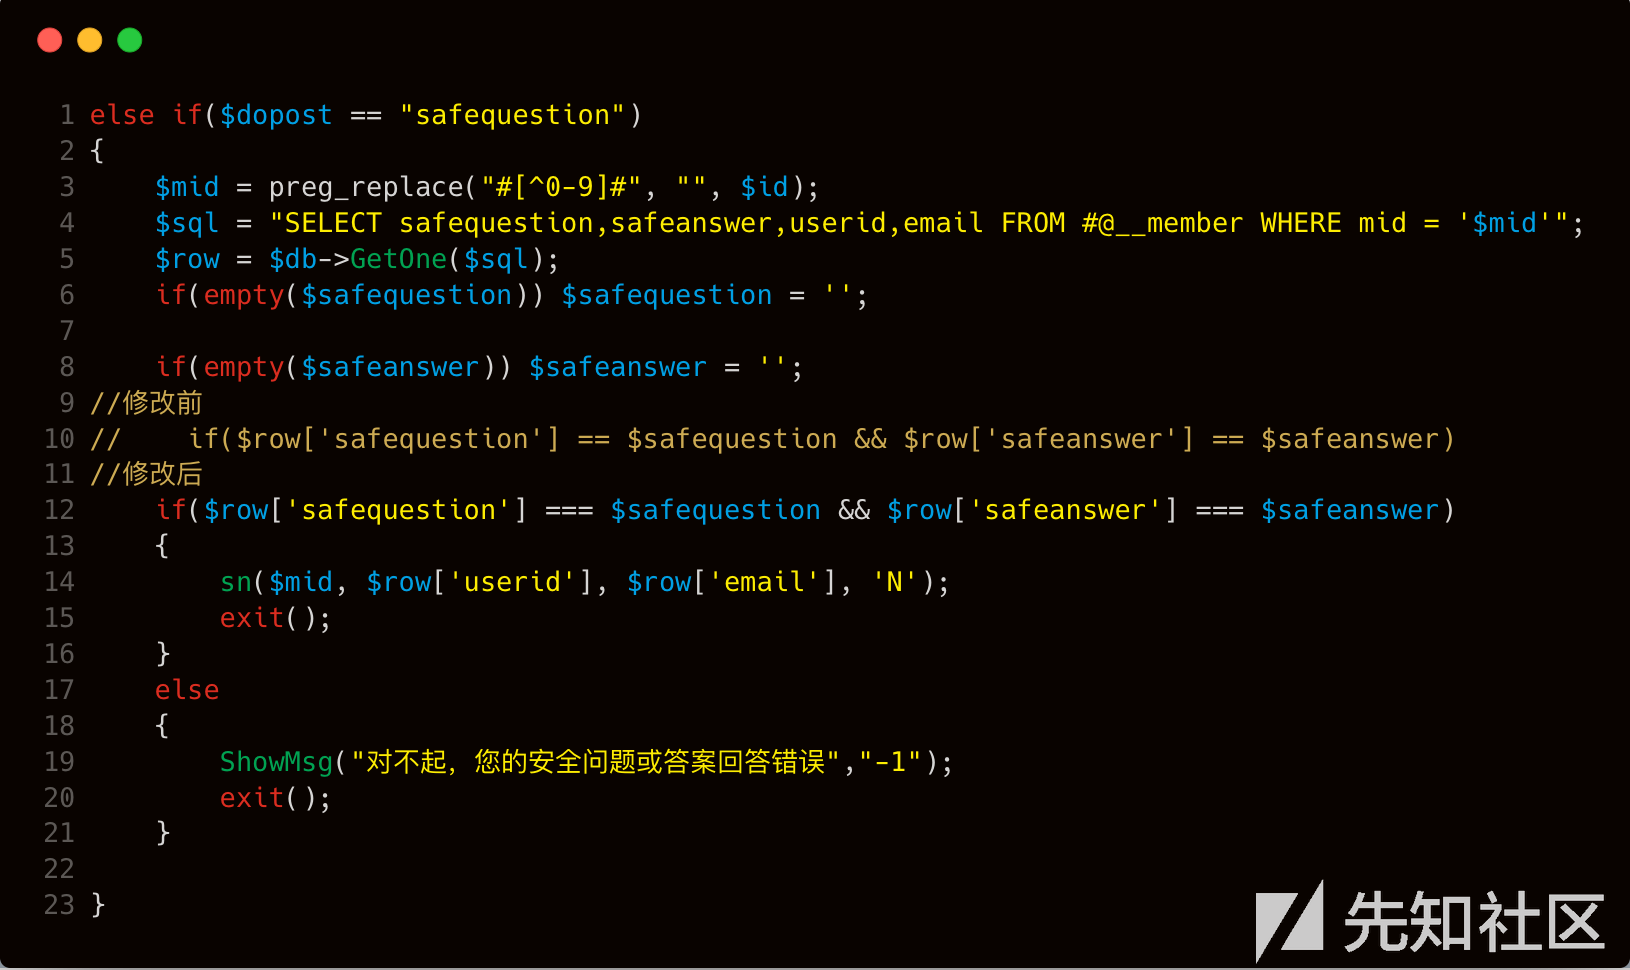 1 else if($dopost == "safequestion")
2 {
3     $mid = preg_replace("#[^0-9]#", "", $id);
4     $sql = "SELECT safequestion,safeanswer,userid,email FROM #@__member WHERE mid = '$mid'";
5     $row = $db->GetOne($sql);
6     if(empty($safequestion)) $safequestion = '';
7
8     if(empty($safeanswer)) $safeanswer = '';
9 //修改前
10 //    if($row['safequestion'] == $safequestion && $row['safeanswer'] == $safeanswer)
11 //修改后
12     if($row['safequestion'] === $safequestion && $row['safeanswer'] === $safeanswer)
13     {
14         sn($mid, $row['userid'], $row['email'], 'N');
15         exit();
16     }
17     else
18     {
19         ShowMsg("对不起，您的安全问题或答案回答错误","-1");
20         exit();
21     }
22
23 }
先知社区